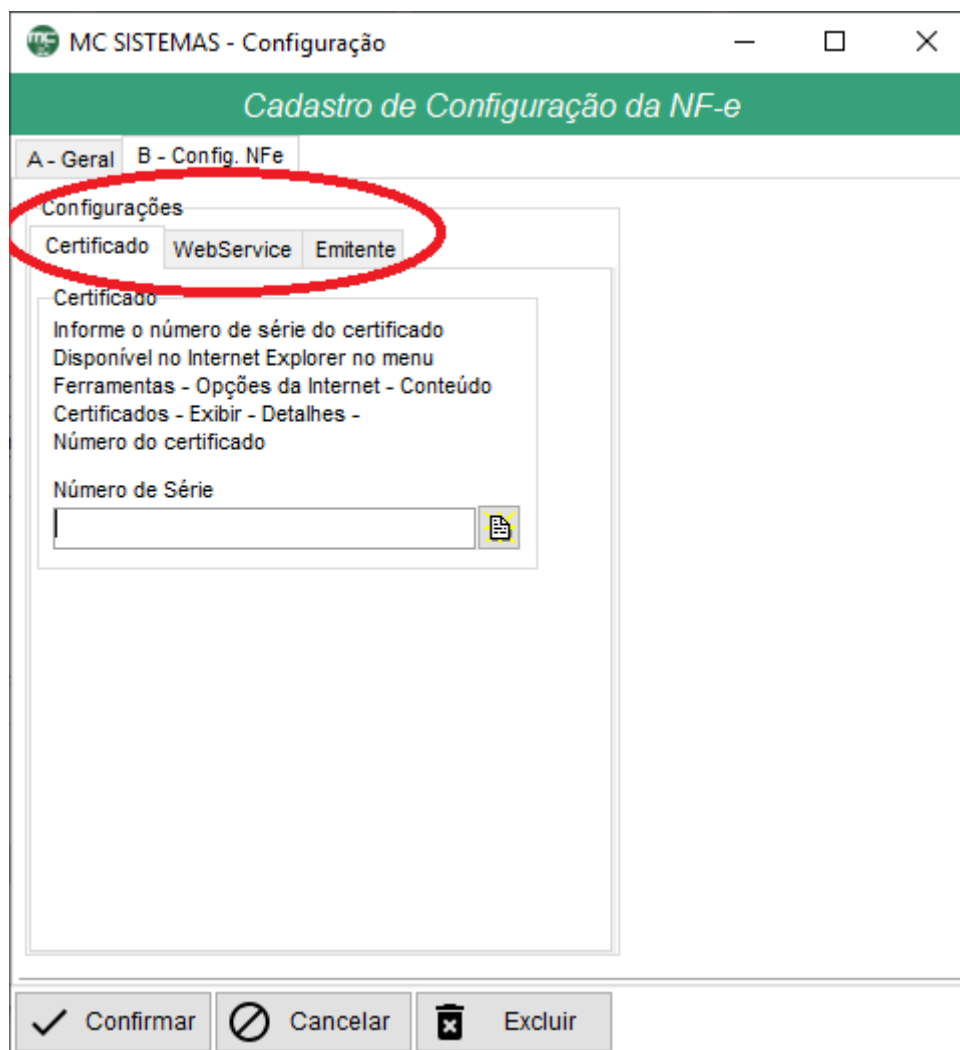 mc
MC SISTEMAS - Configuração
Cadastro de Configuração da NF-e
A - Geral
B - Config. NFe
Configurações
Certificado
WebService
Emitente
Certificado
Informe o número de série do certificado
Disponível no Internet Explorer no menu
Ferramentas - Opções da Internet - Conteúdo
Certificados - Exibir - Detalhes -
Número do certificado
Número de Série
Confirmar
Cancelar
Excluir